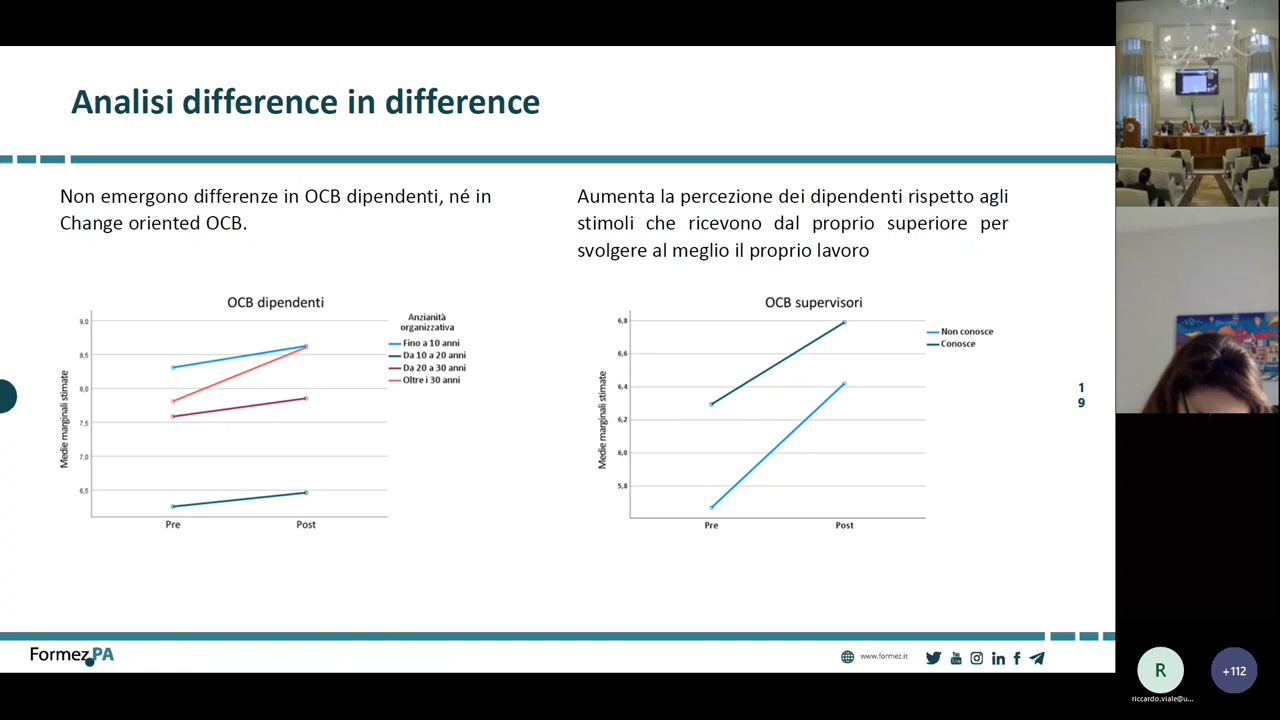 Analisi difference in difference
Non emergono differenze in OCB dipendenti, né in
Change oriented OCB.
Aumenta la percezione dei dipendenti rispetto agli
stimoli che ricevono dal proprio superiore per
svolgere al meglio il proprio lavoro
OCB dipendenti
Medie marginali stimate
9,0
8,5
8,0
7,5
7,0
6,5
Pre
Post
Anzianità
organizzativa
Fino a 10 anni
Da 10 a 20 anni
Da 20 a 30 anni
Oltre i 30 anni
OCB supervisori
Medie marginali stimate
6,8
6,6
6,4
6,2
6,0
5,8
Pre
Post
Non conosce
Conosce
1
9
Formez PA
www.formez.it
R
+112
riccardo.viale@u...